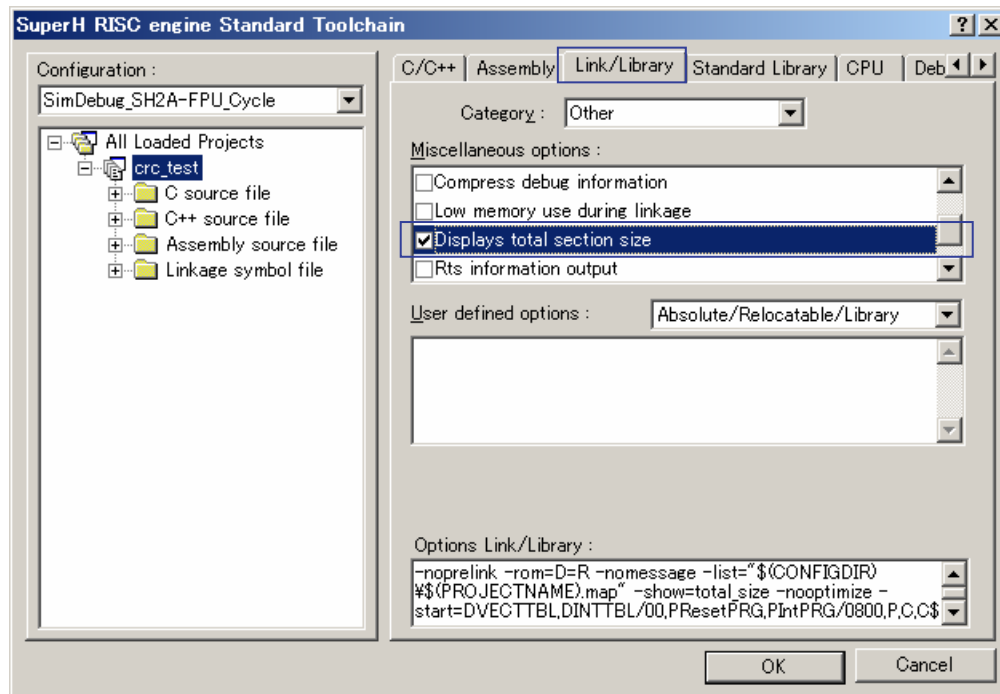 SuperH RISC engine Standard Toolchain
Configuration :
SimDebug_SH2A-FPU_Cycle
All Loaded Projects
crc_test
C source file
C++ source file
Assembly source file
Linkage symbol file
C/C++ Assembly Link/Library Standard Library CPU Deb
Category : Other
Miscellaneous options :
Compress debug information
Low memory use during linkage
Displays total section size
Rts information output
User defined options : Absolute/Relocatable/Library
Options Link/Library :
-noprelink -rom=D=R -nomessage -list="$(CONFIGDIR)
¥$(PROJECTNAME).map" -show=total_size -nooptimize -
start=DVECTTBL,DINTTBL/00,PResetPRG,PIntPRG/0800,P,C,C$
OK Cancel